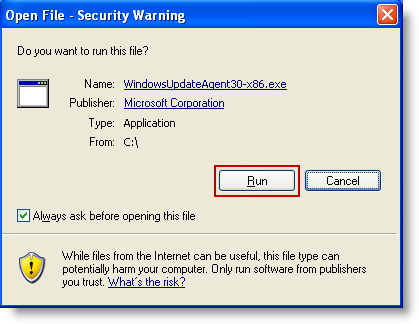 Open File - Security Warning
Do you want to run this file?
Name: WindowsUpdateAgent30-x86.exe
Publisher: Microsoft Corporation
Type: Application
From: C:\
Run Cancel
Always ask before opening this file
While files from the Internet can be useful, this file type can
potentially harm your computer. Only run software from publishers
you trust. What's the risk?